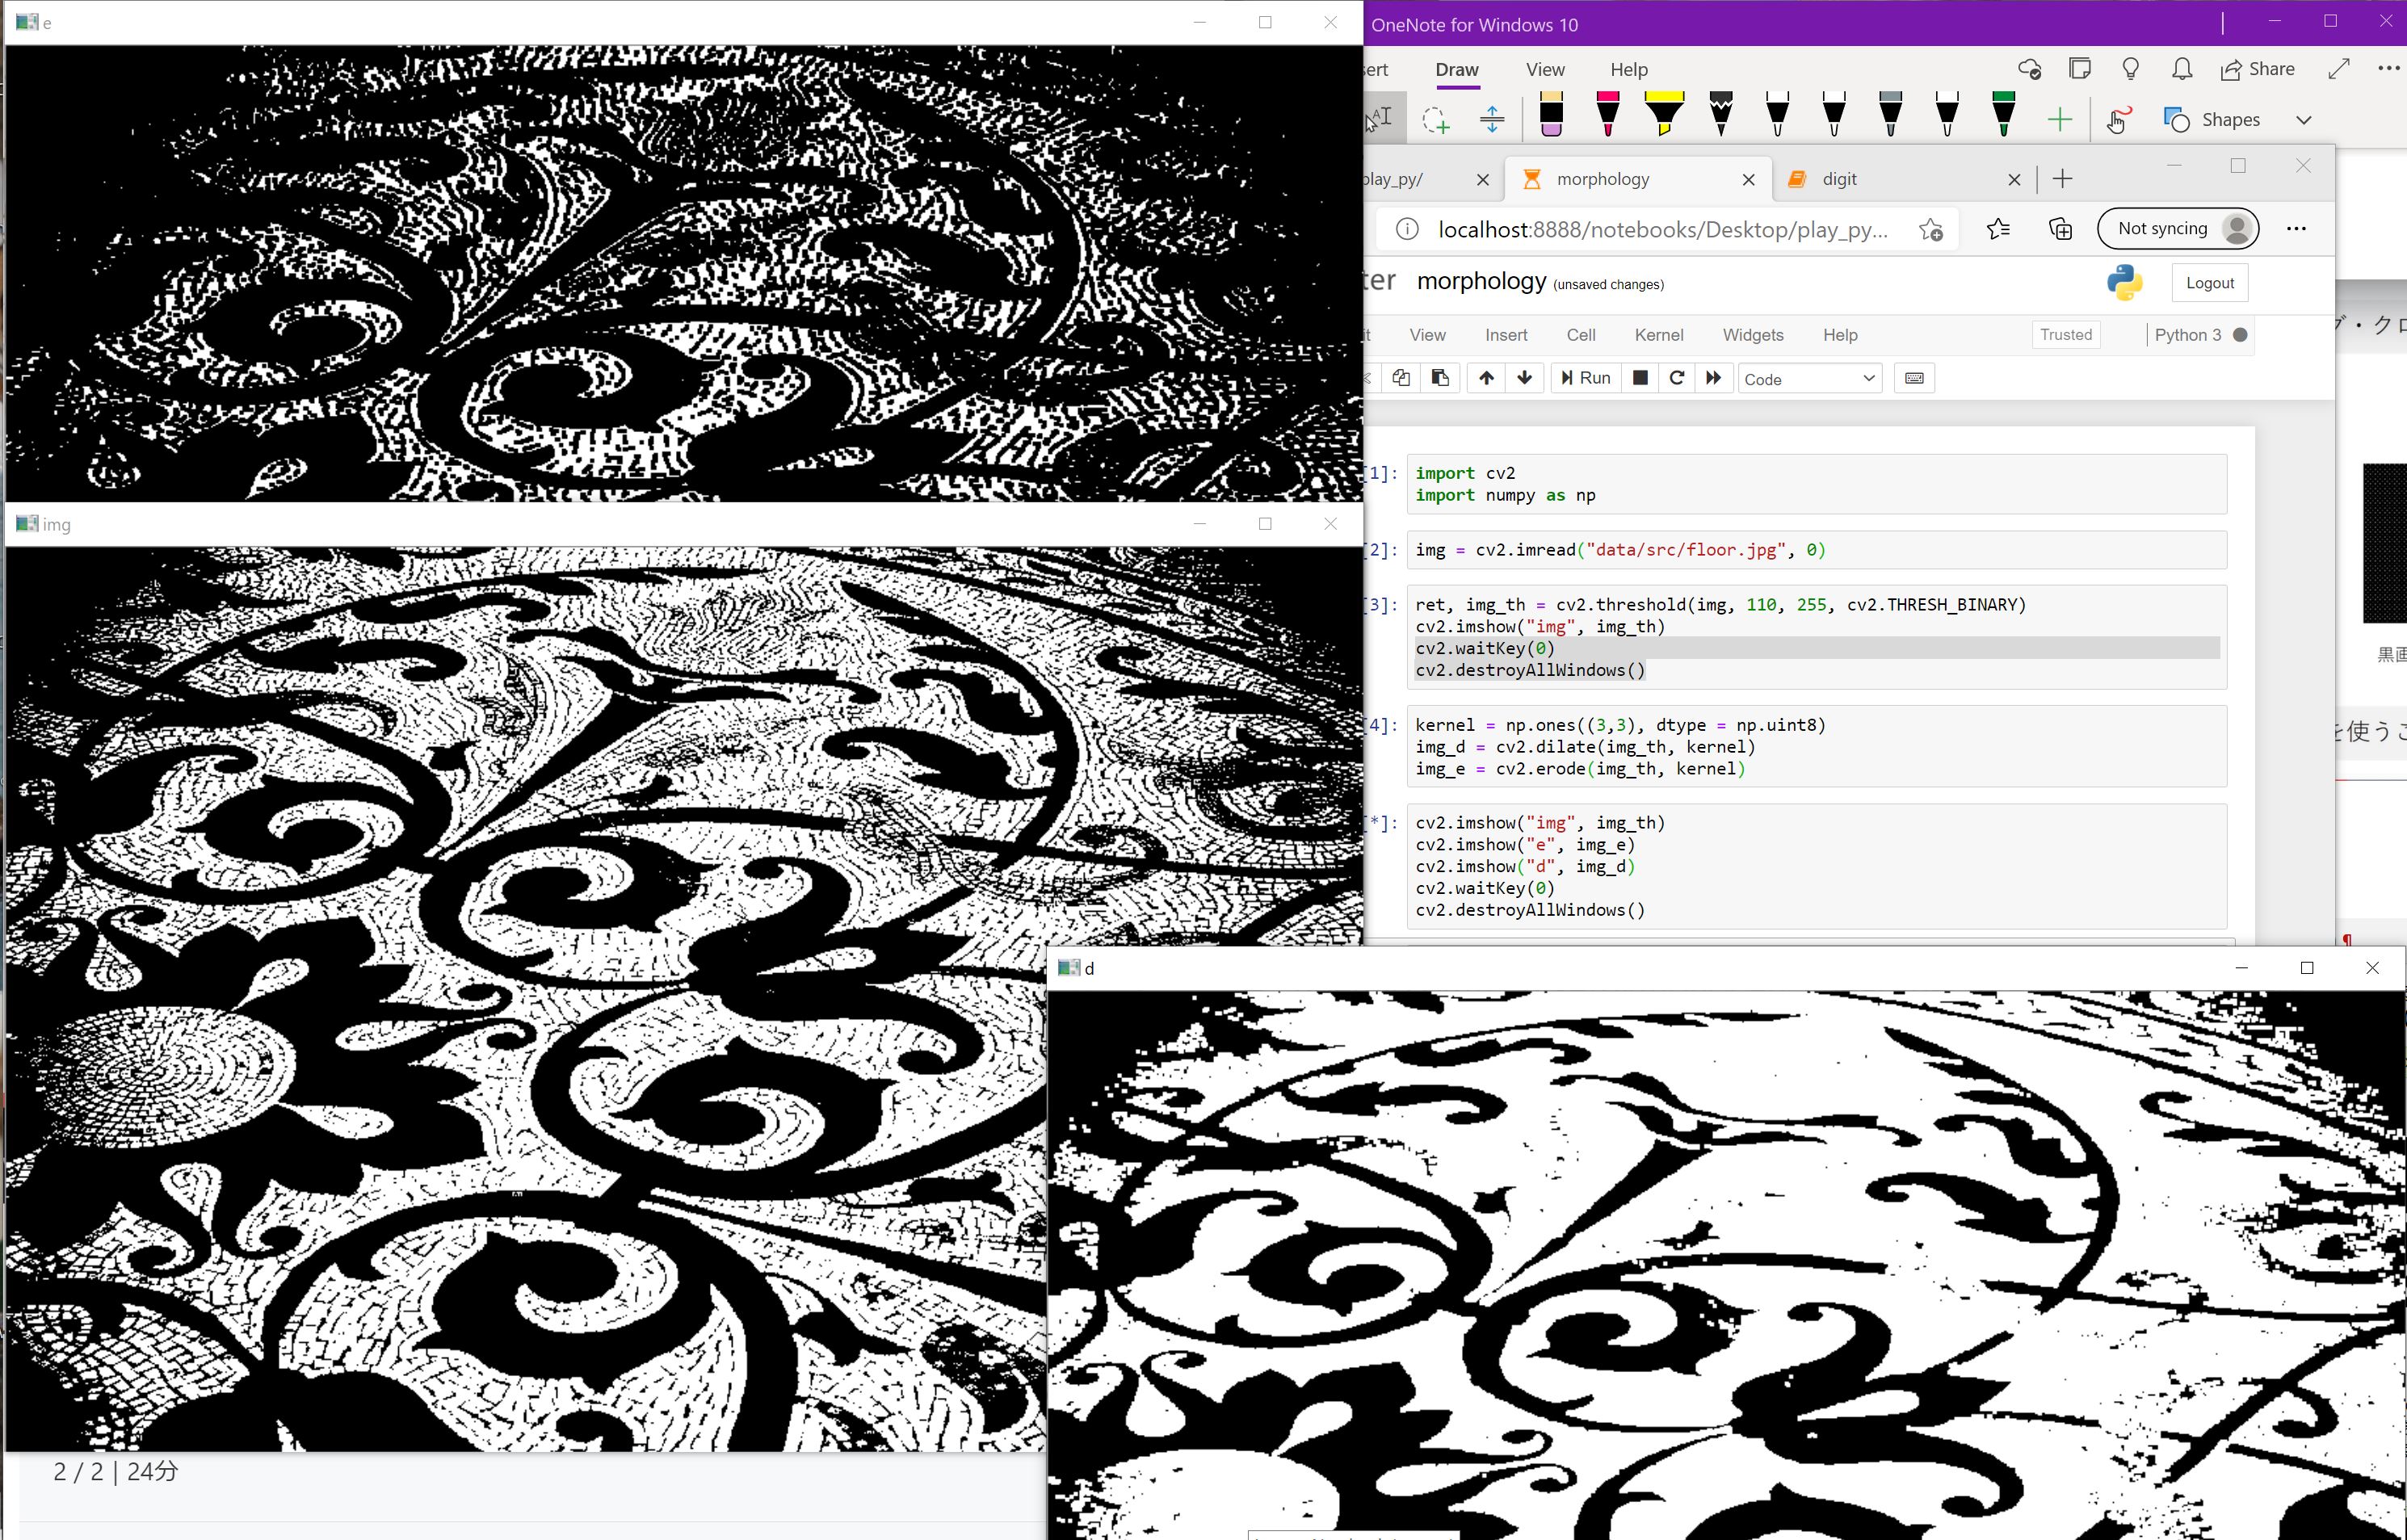 e
OneNote for Windows 10
sert Draw View Help Share
Shapes
play_py/ morphology digit
localhost:8888/notebooks/Desktop/play_py...
Not syncing
ter morphology (unsaved changes)
Logout
it View Insert Cell Kernel Widgets Help Trusted Python 3
Run Code
[1]: import cv2
import numpy as np
[2]: img = cv2.imread("data/src/floor.jpg", 0)
[3]: ret, img_th = cv2.threshold(img, 110, 255, cv2.THRESH_BINARY)
cv2.imshow("img", img_th)
cv2.waitKey(0)
cv2.destroyAllWindows()
[4]: kernel = np.ones((3,3), dtype = np.uint8)
img_d = cv2.dilate(img_th, kernel)
img_e = cv2.erode(img_th, kernel)
[*]: cv2.imshow("img", img_th)
cv2.imshow("e", img_e)
cv2.imshow("d", img_d)
cv2.waitKey(0)
cv2.destroyAllWindows()
グ・クロ
黒画
を使うこ
img
d
2 / 2 | 24分